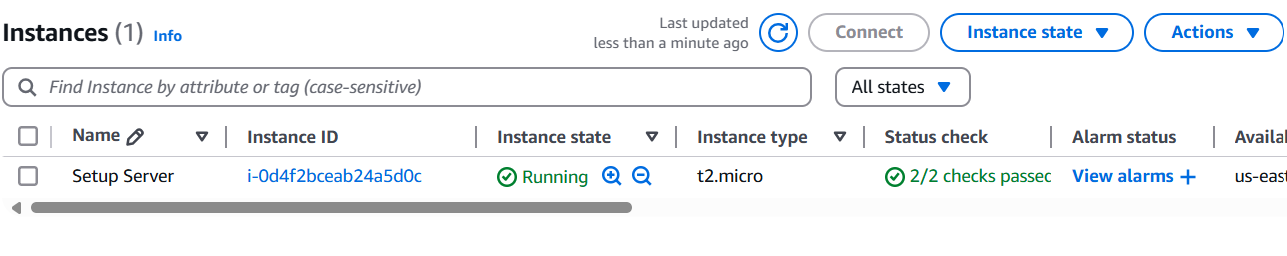 Instances (1) Info
Last updated
less than a minute ago
Connect
Instance state
Actions
Find Instance by attribute or tag (case-sensitive)
All states
Name Instance ID Instance state Instance type Status check Alarm status
Setup Server i-0d4f2bceab24a5d0c Running t2.micro 2/2 checks passed View alarms + us-east